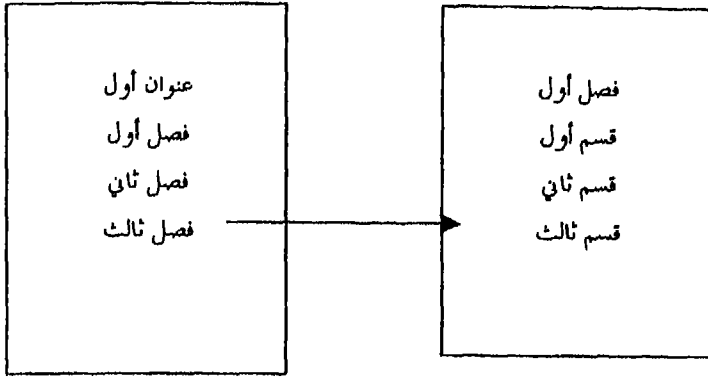 عنوان أول
فصل أول
فصل ثاني
فصل ثالث
فصل أول
قسم أول
قسم ثاني
قسم ثالث